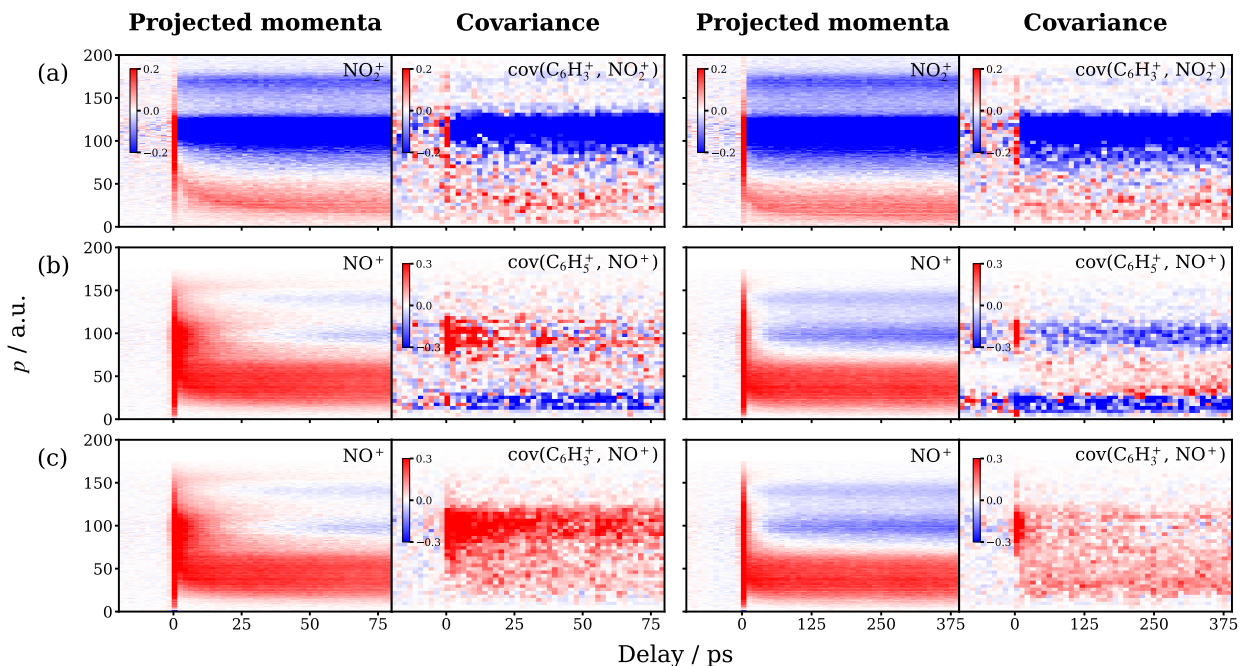 Projected momenta Covariance Projected momenta Covariance
(a)
200
150
100
50
0
0.2
0.0
−0.2
NO₂⁺
0.2
0.0
−0.2
cov(C₆H₃⁺, NO₂⁺)
0.2
0.0
−0.2
NO₂⁺
0.2
0.0
−0.2
cov(C₆H₃⁺, NO₂⁺)
(b)
200
150
100
50
0
NO⁺
0.3
0.0
−0.3
cov(C₆H₅⁺, NO⁺)
NO⁺
0.3
0.0
−0.3
cov(C₆H₅⁺, NO⁺)
p / a.u.
(c)
200
150
100
50
0
NO⁺
0.3
0.0
−0.3
cov(C₆H₃⁺, NO⁺)
NO⁺
0.3
0.0
−0.3
cov(C₆H₃⁺, NO⁺)
0 25 50 75 0 25 50 75 0 125 250 375 0 125 250 375
Delay / ps